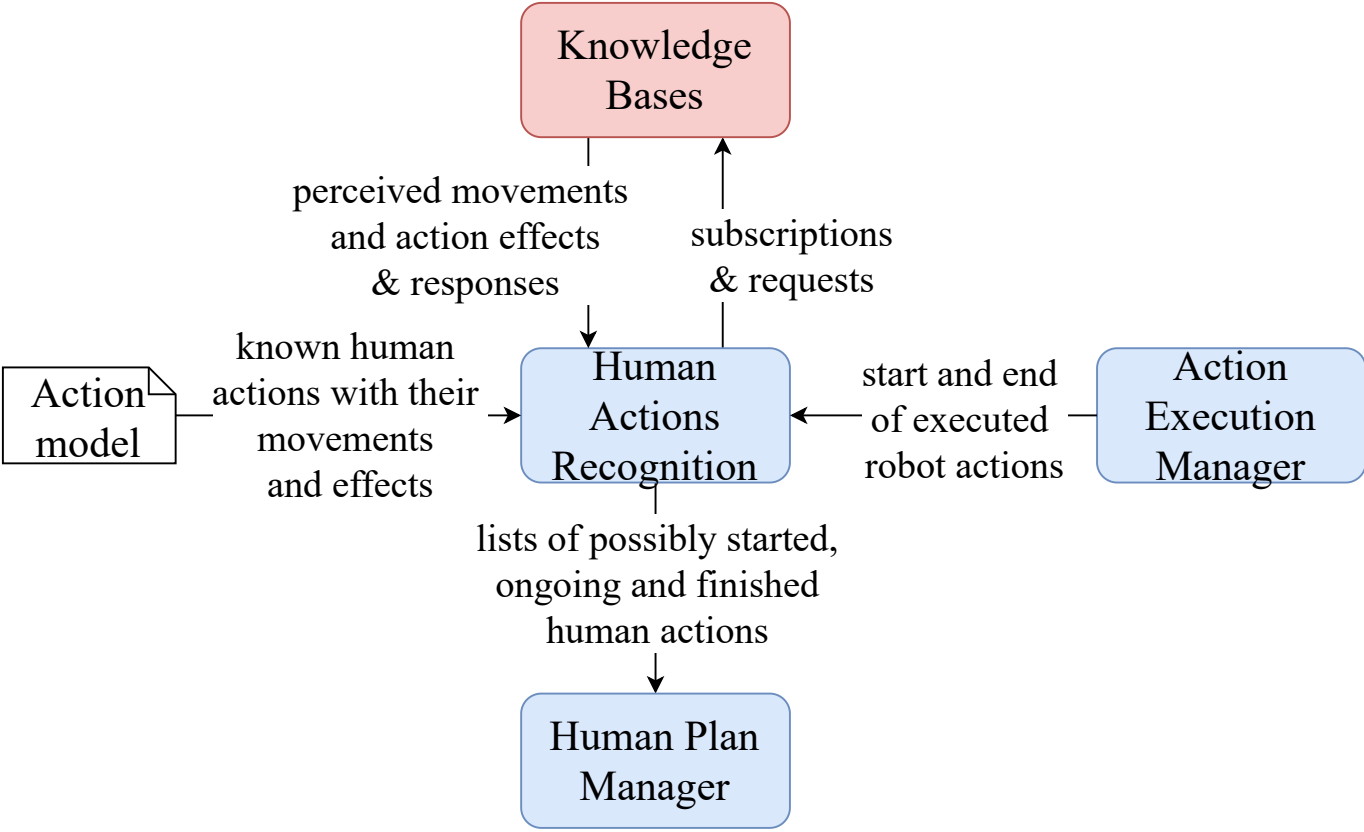 Knowledge
Bases
perceived movements
and action effects
& responses
subscriptions
& requests
Action
model
known human
actions with their
movements
and effects
Human
Actions
Recognition
start and end
of executed
robot actions
Action
Execution
Manager
lists of possibly started,
ongoing and finished
human actions
Human Plan
Manager